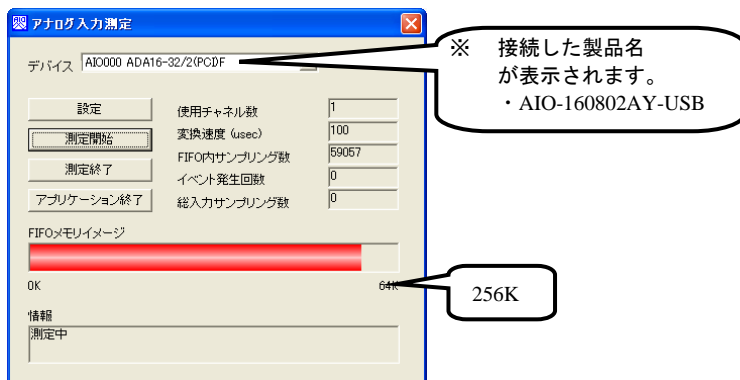 アナログ入力測定
デバイス AIO000 ADA16-32/2(PCI)F
※ 接続した製品名
が表示されます。
・AIO-160802AY-USB
設定
測定開始
測定終了
アプリケーション終了
使用チャネル数 1
変換速度 (usec) 100
FIFO内サンプリング数 59057
イベント発生回数 0
総入力サンプリング数 0
FIFOメモリイメージ
0K 64K
256K
情報
測定中